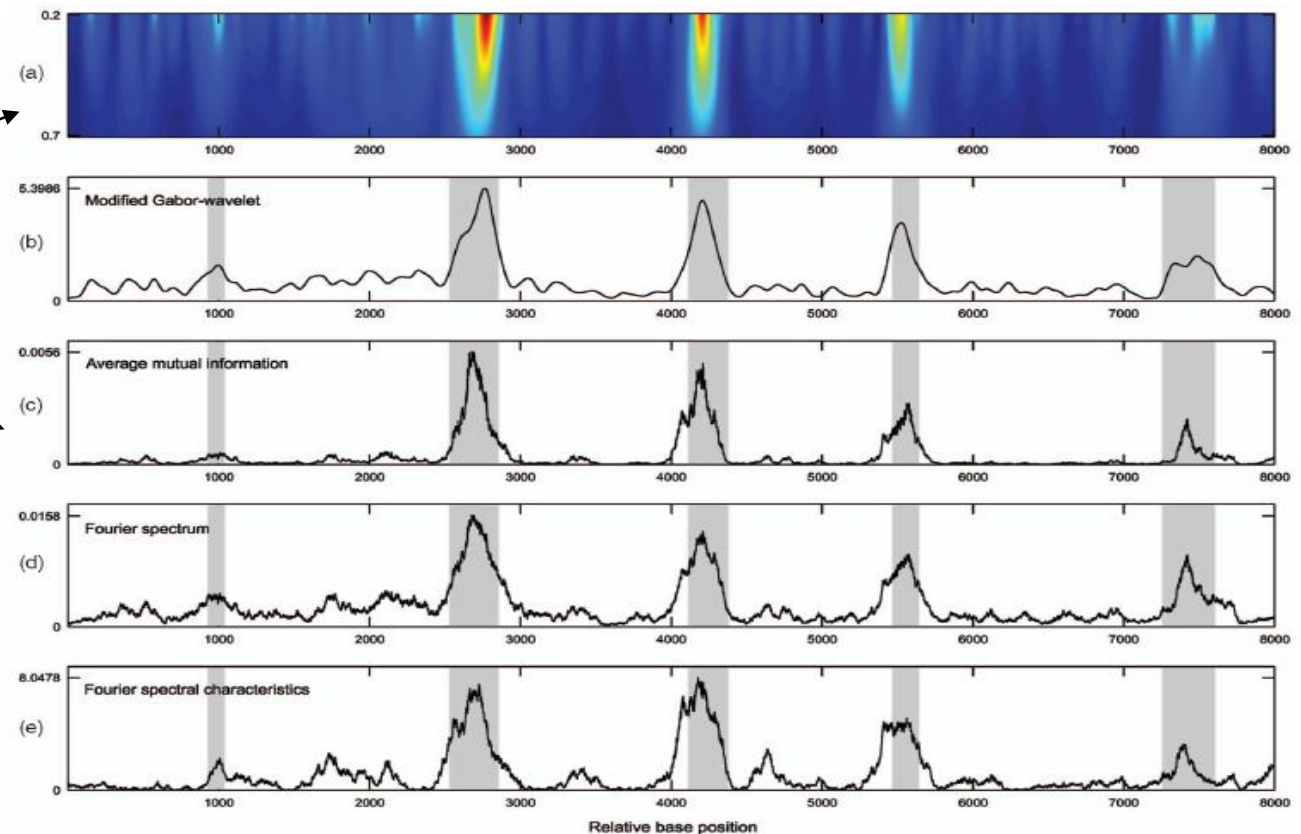 0.2
(a)
0.7
1000 2000 3000 4000 5000 6000 7000 8000
5.3986
Modified Gabor-wavelet
(b)
0
1000 2000 3000 4000 5000 6000 7000 8000
0.0056
Average mutual information
(c)
0
1000 2000 3000 4000 5000 6000 7000 8000
0.0158
Fourier spectrum
(d)
0
1000 2000 3000 4000 5000 6000 7000 8000
8.0478
Fourier spectral characteristics
(e)
0
1000 2000 3000 4000 5000 6000 7000 8000
Relative base position